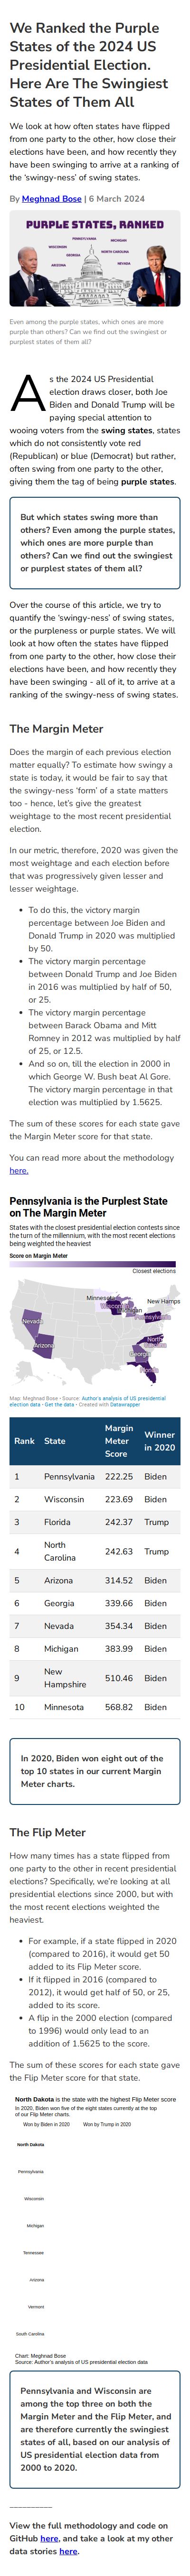 We Ranked the Purple
States of the 2024 US
Presidential Election.
Here Are The Swingiest
States of Them All
We look at how often states have flipped
from one party to the other, how close their
elections have been, and how recently they
have been swinging to arrive at a ranking of
the ‘swingy-ness’ of swing states.
By Meghnad Bose | 6 March 2024
PURPLE STATES, RANKED
PENNSYLVANIA
MICHIGAN
WISCONSIN
GEORGIA
NORTH CAROLINA
ARIZONA
NEVADA
Even among the purple states, which ones are more
purple than others? Can we find out the swingiest or
purplest states of them all?
As the 2024 US Presidential
election draws closer, both Joe
Biden and Donald Trump will be
paying special attention to
wooing voters from the swing states, states
which do not consistently vote red
(Republican) or blue (Democrat) but rather,
often swing from one party to the other,
giving them the tag of being purple states.
But which states swing more than
others? Even among the purple states,
which ones are more purple than
others? Can we find out the swingiest
or purplest states of them all?
Over the course of this article, we try to
quantify the ‘swingy-ness’ of swing states,
or the purpleness or purple states. We will
look at how often the states have flipped
from one party to the other, how close their
elections have been, and how recently they
have been swinging - all of it, to arrive at a
ranking of the swingy-ness of swing states.
The Margin Meter
Does the margin of each previous election
matter equally? To estimate how swingy a
state is today, it would be fair to say that
the swingy-ness ‘form’ of a state matters
too - hence, let’s give the greatest
weightage to the most recent presidential
election.
In our metric, therefore, 2020 was given the
most weightage and each election before
that was progressively given lesser and
lesser weightage.
• To do this, the victory margin
percentage between Joe Biden and
Donald Trump in 2020 was multiplied
by 50.
• The victory margin percentage
between Donald Trump and Joe Biden
in 2016 was multiplied by half of 50,
or 25.
• The victory margin percentage
between Barack Obama and Mitt
Romney in 2012 was multiplied by half
of 25, or 12.5.
• And so on, till the election in 2000 in
which George W. Bush beat Al Gore.
The victory margin percentage in that
election was multiplied by 1.5625.
The sum of these scores for each state gave
the Margin Meter score for that state.
You can read more about the methodology
here.
Pennsylvania is the Purplest State
on The Margin Meter
States with the closest presidential election contests since
the turn of the millennium, with the most recent elections
being weighted the heaviest
Score on Margin Meter
Closest elections
Minnesota
New Hamps
Nevada
Pennsylvania
Arizona
North
Georgia
Map: Meghnad Bose • Source: Author's analysis of US presidential
election data • Get the data • Created with Datawrapper
Rank State Margin Meter Score Winner in 2020
1 Pennsylvania 222.25 Biden
2 Wisconsin 223.69 Biden
3 Florida 242.37 Trump
4 North Carolina 242.63 Trump
5 Arizona 314.52 Biden
6 Georgia 339.66 Biden
7 Nevada 354.34 Biden
8 Michigan 383.99 Biden
9 New Hampshire 510.46 Biden
10 Minnesota 568.82 Biden
In 2020, Biden won eight out of the
top 10 states in our current Margin
Meter charts.
The Flip Meter
How many times has a state flipped from
one party to the other in recent presidential
elections? Specifically, we’re looking at all
presidential elections since 2000, but with
the most recent elections weighted the
heaviest.
• For example, if a state flipped in 2020
(compared to 2016), it would get 50
added to its Flip Meter score.
• If it flipped in 2016 (compared to
2012), it would get half of 50, or 25,
added to its score.
• A flip in the 2000 election (compared
to 1996) would only lead to an
addition of 1.5625 to the score.
The sum of these scores for each state gave
the Flip Meter score for that state.
North Dakota is the state with the highest Flip Meter score
In 2020, Biden won five of the eight states currently at the top
of our Flip Meter charts.
Won by Biden in 2020 Won by Trump in 2020
North Dakota
Pennsylvania
Wisconsin
Michigan
Tennessee
Arizona
Vermont
South Carolina
Chart: Meghnad Bose
Source: Author's analysis of US presidential election data
Pennsylvania and Wisconsin are
among the top three on both the
Margin Meter and the Flip Meter, and
are therefore currently the swingiest
states of all, based on our analysis of
US presidential election data from
2000 to 2020.
__________
View the full methodology and code on
GitHub here, and take a look at my other
data stories here.